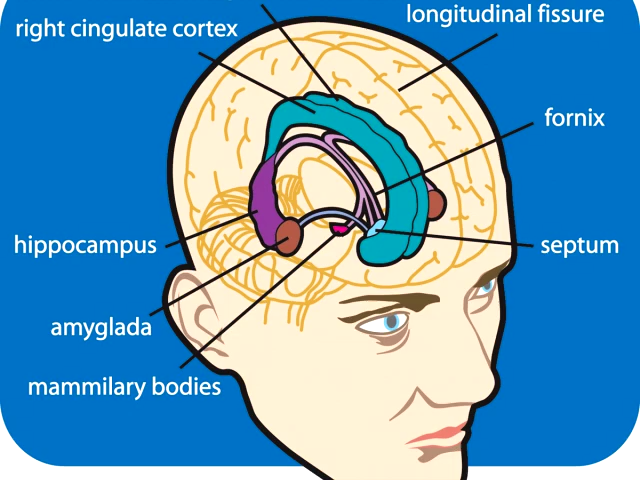 longitudinal fissure
right cingulate cortex
fornix
hippocampus
septum
amyglada
mammilary bodies